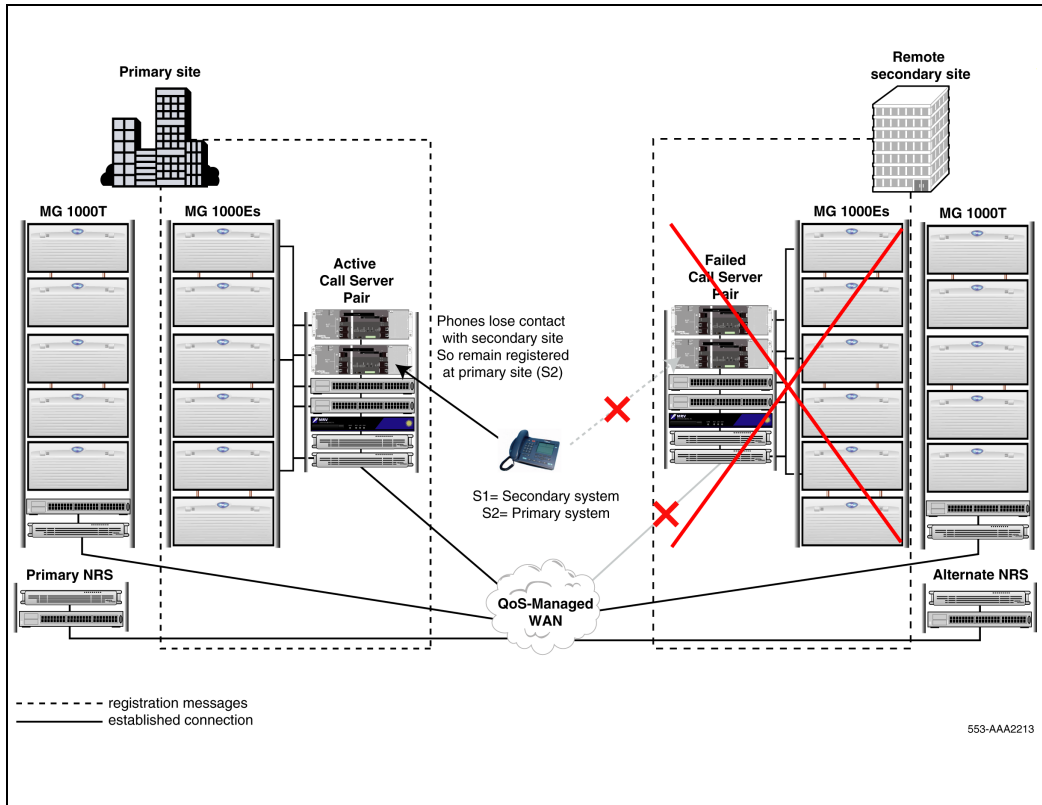 Primary site
Remote
secondary site
MG 1000T
MG 1000Es
MG 1000Es
MG 1000T
Active
Call Server
Pair
Failed
Call Server
Pair
Phones lose contact
with secondary site
So remain registered
at primary site (S2)
S1= Secondary system
S2= Primary system
Primary NRS
Alternate NRS
QoS-Managed
WAN
registration messages
established connection
553-AAA2213